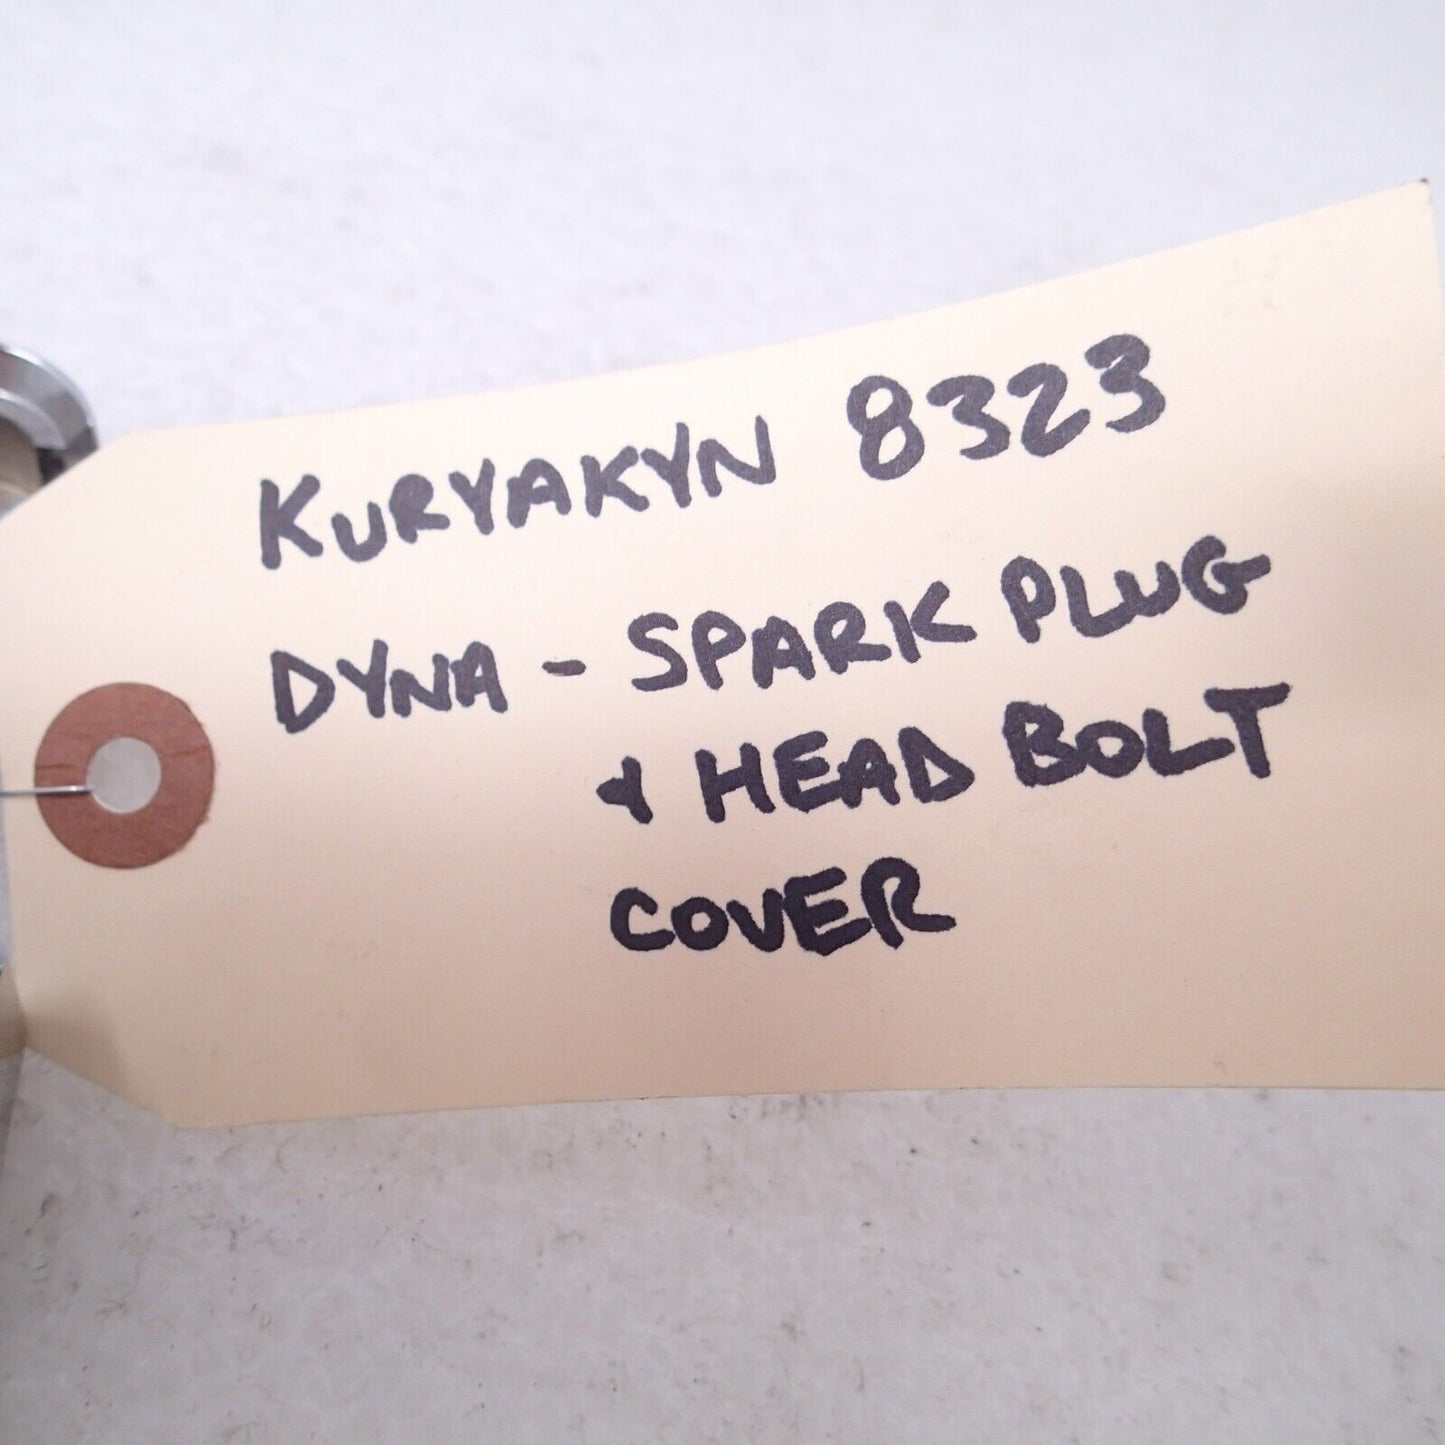 KURYAKYN 8323
DYNA - SPARK PLUG
& HEAD BOLT
COVER